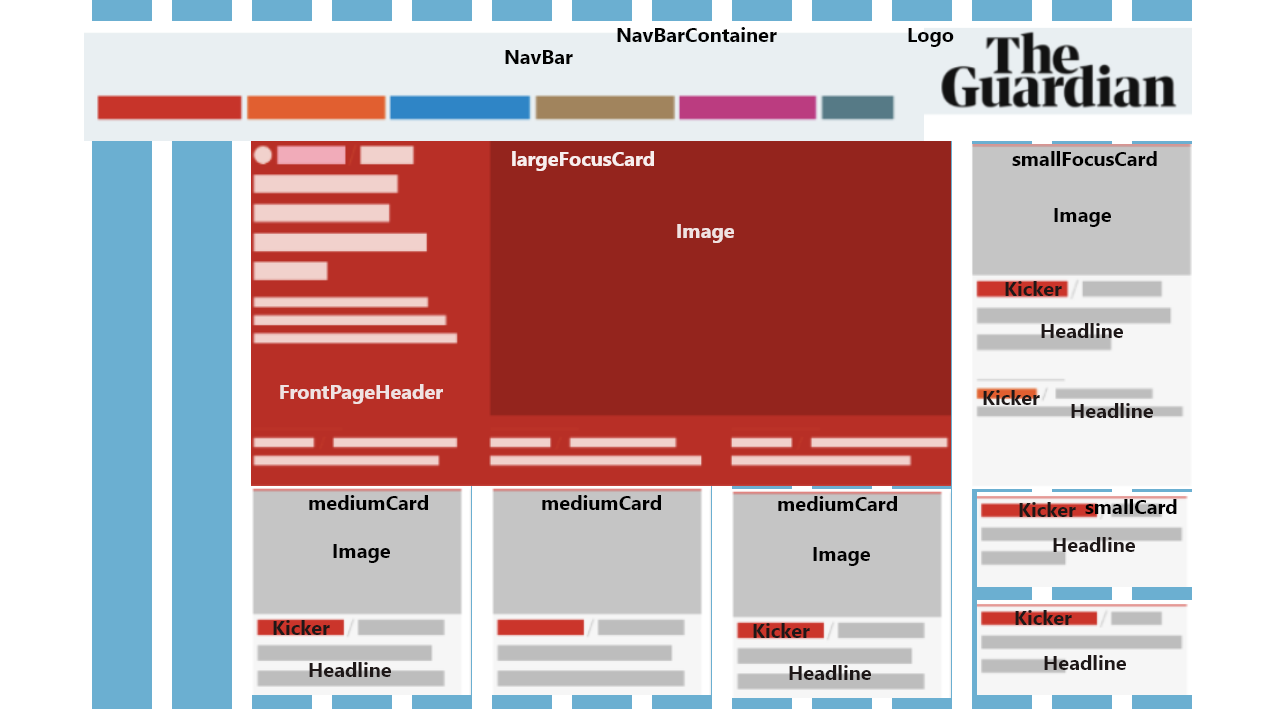 NavBarContainer
Logo
NavBar
The
Guardian
largeFocusCard
smallFocusCard
Image
Image
Kicker
Headline
FrontPageHeader
Kicker
Headline
mediumCard
mediumCard
mediumCard
Kicker
smallCard
Image
Image
Headline
Kicker
Kicker
Kicker
Headline
Headline
Headline